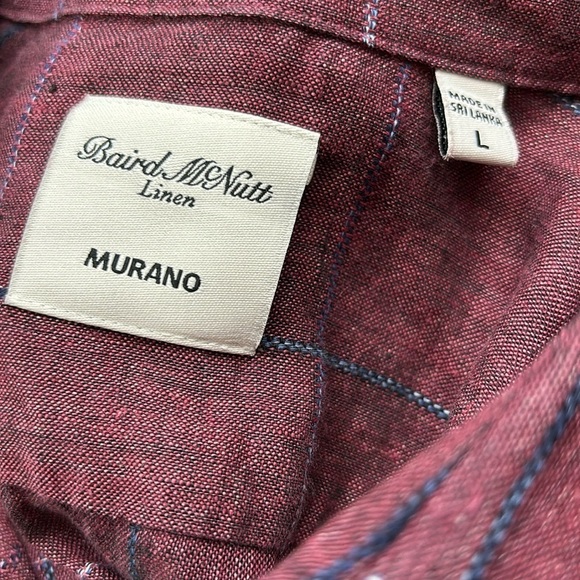 Baird McNutt
Linen
MURANO
MADE IN
SRI LANKA
L